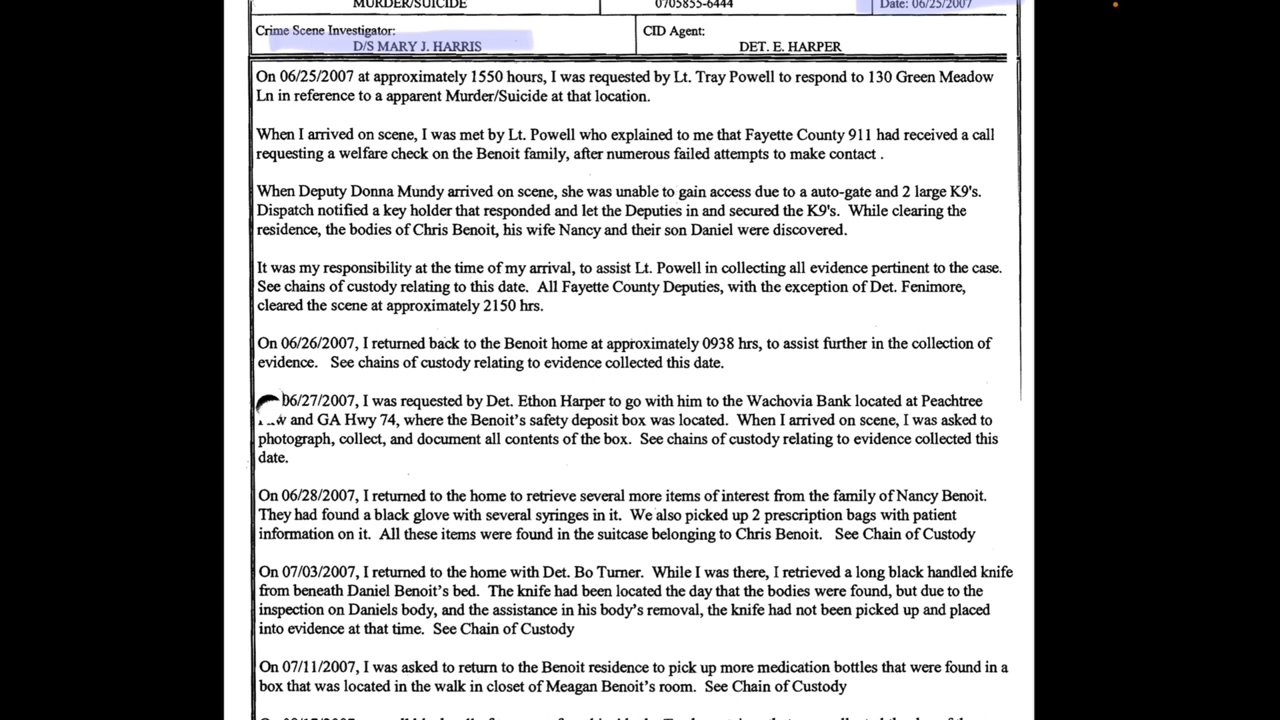 MURDER/SUICIDE 0705855-6444 Date: 06/25/2007
Crime Scene Investigator: CID Agent:
D/S MARY J. HARRIS DET. E. HARPER
On 06/25/2007 at approximately 1550 hours, I was requested by Lt. Tray Powell to respond to 130 Green Meadow
Ln in reference to a apparent Murder/Suicide at that location.
When I arrived on scene, I was met by Lt. Powell who explained to me that Fayette County 911 had received a call
requesting a welfare check on the Benoit family, after numerous failed attempts to make contact .
When Deputy Donna Mundy arrived on scene, she was unable to gain access due to a auto-gate and 2 large K9's.
Dispatch notified a key holder that responded and let the Deputies in and secured the K9's. While clearing the
residence, the bodies of Chris Benoit, his wife Nancy and their son Daniel were discovered.
It was my responsibility at the time of my arrival, to assist Lt. Powell in collecting all evidence pertinent to the case.
See chains of custody relating to this date. All Fayette County Deputies, with the exception of Det. Fenimore,
cleared the scene at approximately 2150 hrs.
On 06/26/2007, I returned back to the Benoit home at approximately 0938 hrs, to assist further in the collection of
evidence. See chains of custody relating to evidence collected this date.
06/27/2007, I was requested by Det. Ethon Harper to go with him to the Wachovia Bank located at Peachtree
and GA Hwy 74, where the Benoit's safety deposit box was located. When I arrived on scene, I was asked to
photograph, collect, and document all contents of the box. See chains of custody relating to evidence collected this
date.
On 06/28/2007, I returned to the home to retrieve several more items of interest from the family of Nancy Benoit.
They had found a black glove with several syringes in it. We also picked up 2 prescription bags with patient
information on it. All these items were found in the suitcase belonging to Chris Benoit. See Chain of Custody
On 07/03/2007, I returned to the home with Det. Bo Turner. While I was there, I retrieved a long black handled knife
from beneath Daniel Benoit's bed. The knife had been located the day that the bodies were found, but due to the
inspection on Daniels body, and the assistance in his body's removal, the knife had not been picked up and placed
into evidence at that time. See Chain of Custody
On 07/11/2007, I was asked to return to the Benoit residence to pick up more medication bottles that were found in a
box that was located in the walk in closet of Meagan Benoit's room. See Chain of Custody